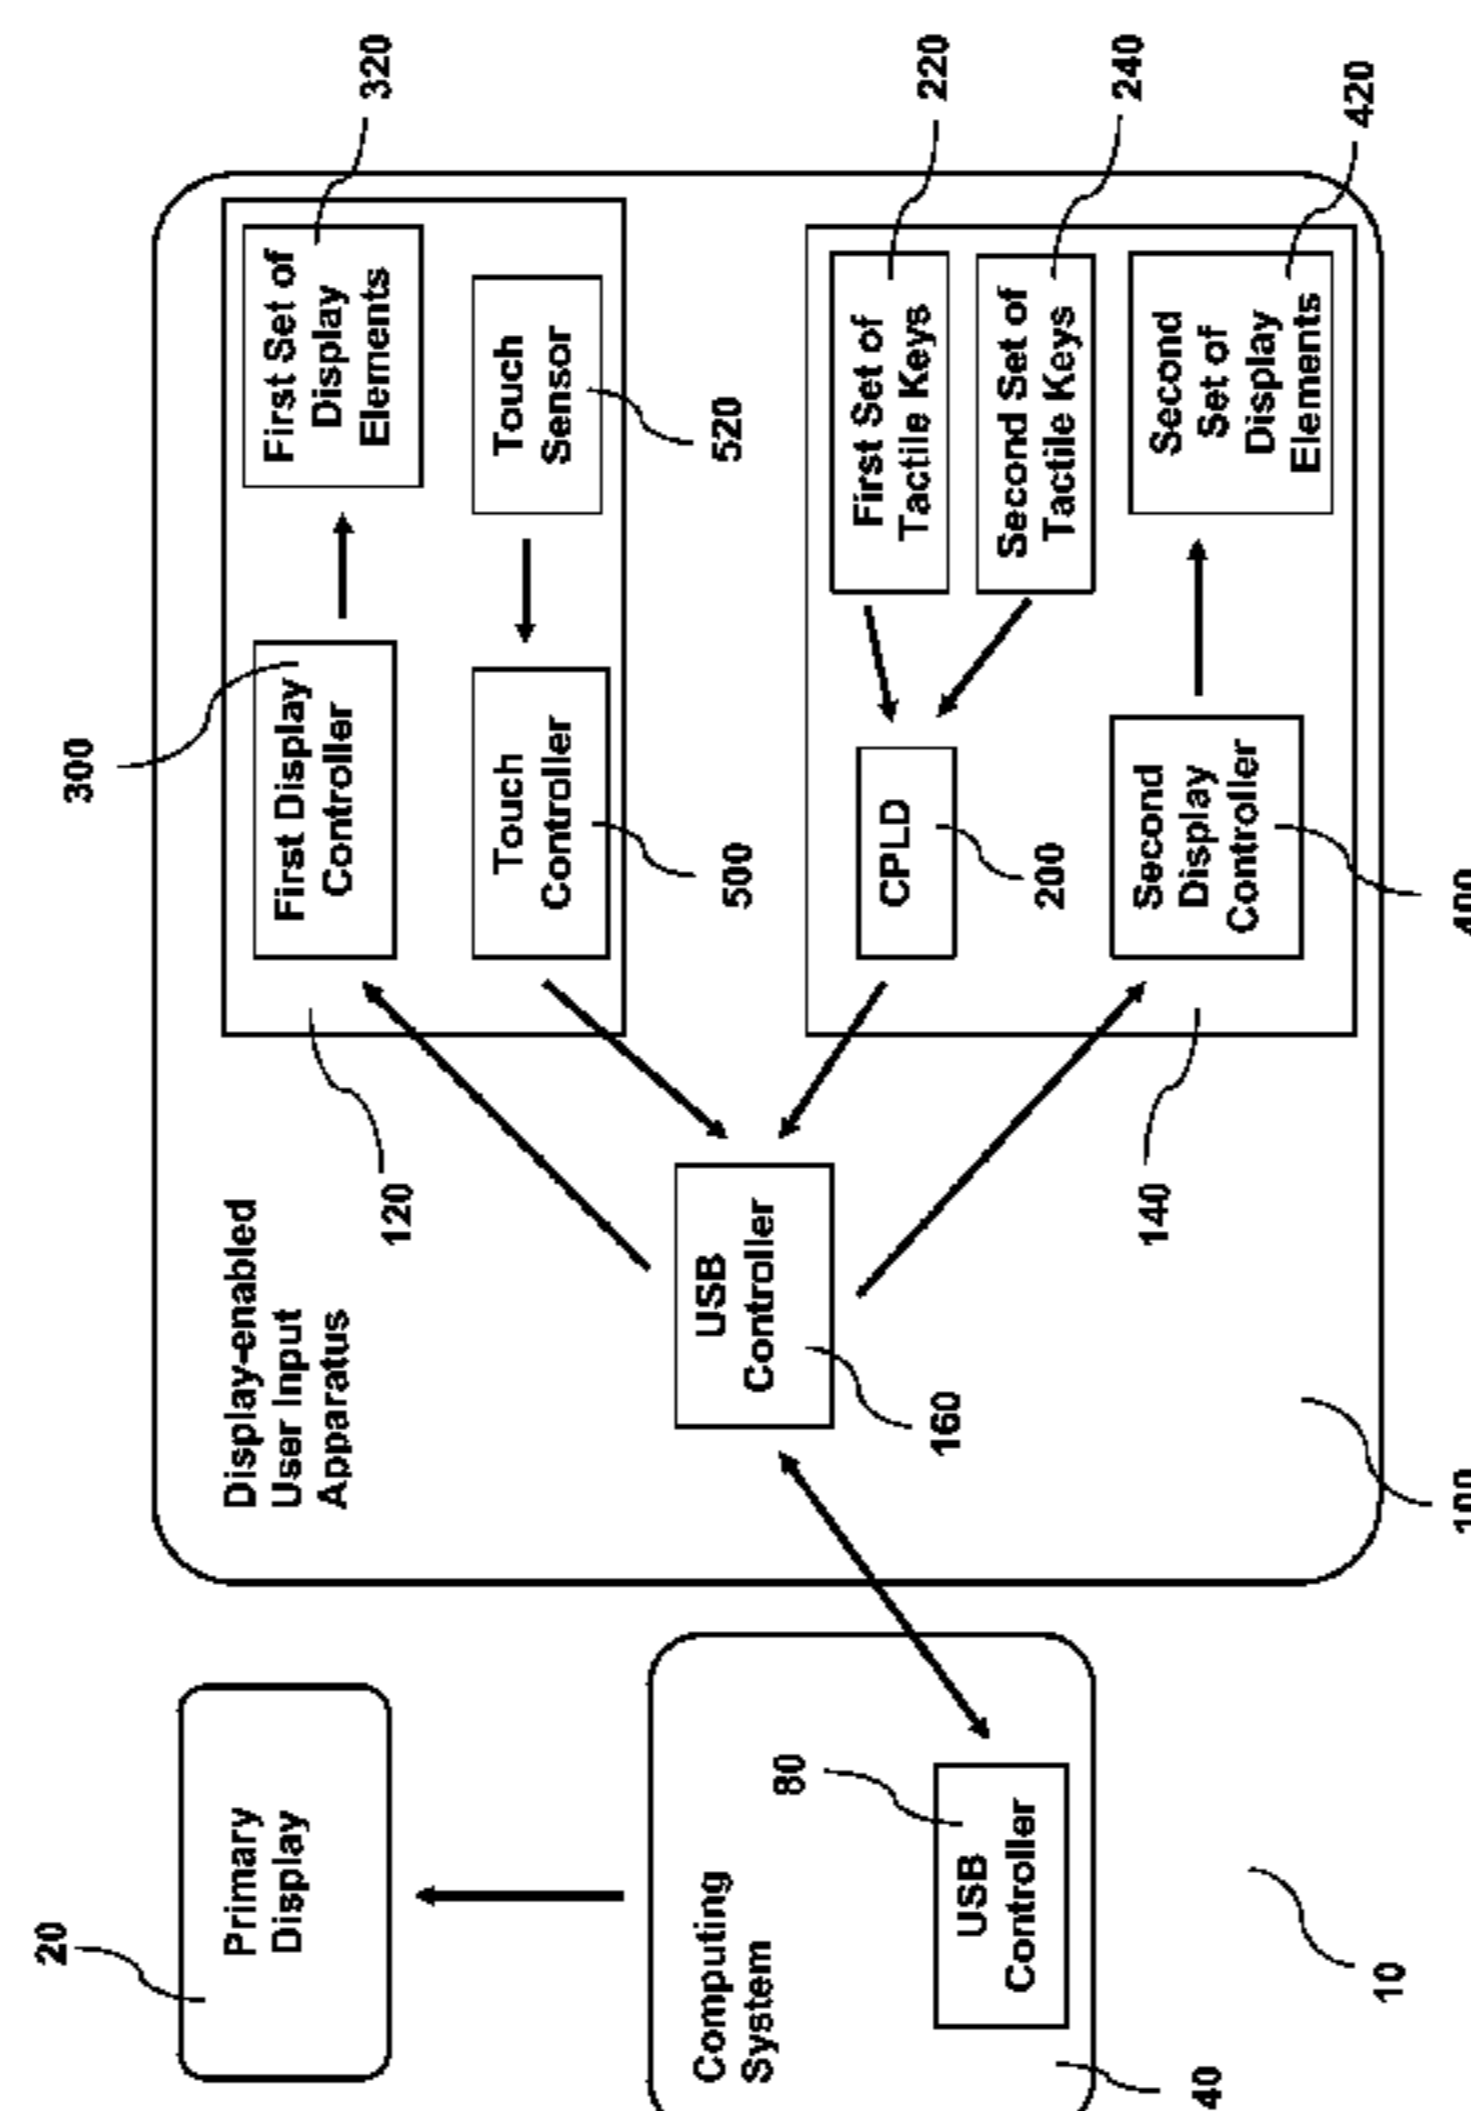 20
Primary
Display
Computing
System
80
USB
Controller
40
10
Display-enabled
User Input
Apparatus
120
USB
Controller
160
140
300
First Display
Controller
320
First Set of
Display
Elements
Touch
Controller
500
Touch
Sensor
520
CPLD
200
First Set of
Tactile Keys
220
Second Set of
Tactile Keys
240
Second
Display
Controller
Second
Set of
Display
Elements
420